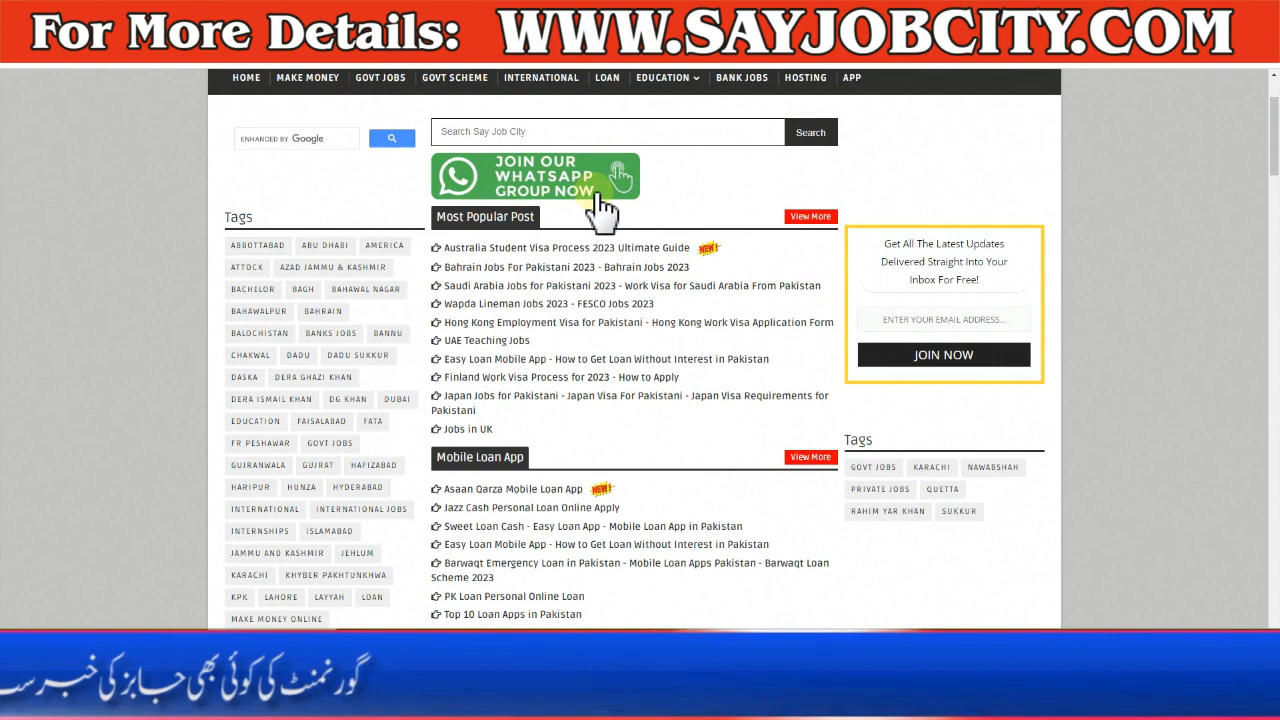 For More Details: WWW.SAYJOBCITY.COM
HOME MAKE MONEY GOVT JOBS GOVT SCHEME INTERNATIONAL LOAN EDUCATION BANK JOBS HOSTING APP
ENHANCED BY Google
Search Say Job City
Search
JOIN OUR
WHATSAPP
GROUP NOW
Tags
ABBOTTABAD ABU DHABI AMERICA
ATTOCK AZAD JAMMU & KASHMIR
BACHELOR BAGH BAHAWAL NAGAR
BAHAWALPUR BAHRAIN
BALOCHISTAN BANKS JOBS BANNU
CHAKWAL DADU DADU SUKKUR
DASKA DERA GHAZI KHAN
DERA ISMAIL KHAN DG KHAN DUBAI
EDUCATION FAISALABAD FATA
FR PESHAWAR GOVT JOBS
GUJRANWALA GUJRAT HAFIZABAD
HARIPUR HUNZA HYDERABAD
INTERNATIONAL INTERNATIONAL JOBS
INTERNSHIPS ISLAMABAD
JAMMU AND KASHMIR JEHLUM
KARACHI KHYBER PAKHTUNKHWA
KPK LAHORE LAYYAH LOAN
MAKE MONEY ONLINE
Most Popular Post
View More
Australia Student Visa Process 2023 Ultimate Guide NEW!
Bahrain Jobs For Pakistani 2023 - Bahrain Jobs 2023
Saudi Arabia Jobs for Pakistani 2023 - Work Visa for Saudi Arabia From Pakistan
Wapda Lineman Jobs 2023 - FESCO Jobs 2023
Hong Kong Employment Visa for Pakistani - Hong Kong Work Visa Application Form
UAE Teaching Jobs
Easy Loan Mobile App - How to Get Loan Without Interest in Pakistan
Finland Work Visa Process for 2023 - How to Apply
Japan Jobs for Pakistani - Japan Visa For Pakistani - Japan Visa Requirements for
Pakistani
Jobs in UK
Mobile Loan App
View More
Asaan Qarza Mobile Loan App NEW!
Jazz Cash Personal Loan Online Apply
Sweet Loan Cash - Easy Loan App - Mobile Loan App in Pakistan
Easy Loan Mobile App - How to Get Loan Without Interest in Pakistan
Barwaqt Emergency Loan in Pakistan - Mobile Loan Apps Pakistan - Barwaqt Loan
Scheme 2023
PK Loan Personal Online Loan
Top 10 Loan Apps in Pakistan
Get All The Latest Updates
Delivered Straight Into Your
Inbox For Free!
ENTER YOUR EMAIL ADDRESS...
JOIN NOW
Tags
GOVT JOBS KARACHI NAWABSHAH
PRIVATE JOBS QUETTA
RAHIM YAR KHAN SUKKUR
گورنمنٹ کی کوئی بھی جابز کی خبر